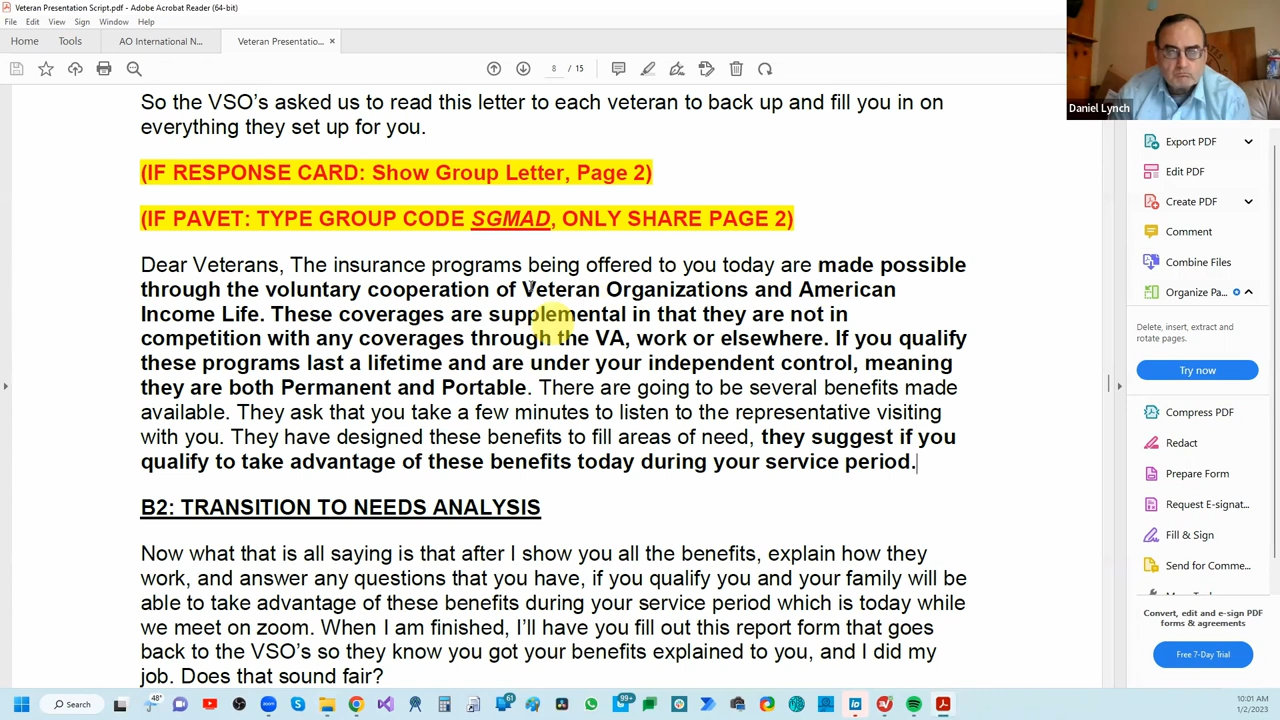 Veteran Presentation Script.pdf - Adobe Acrobat Reader (64-bit)
File Edit View Sign Window Help
Home Tools AO International N... Veteran Presentatio... ×
8 / 15
Daniel Lynch
So the VSO's asked us to read this letter to each veteran to back up and fill you in on
everything they set up for you.
(IF RESPONSE CARD: Show Group Letter, Page 2)
(IF PAVET: TYPE GROUP CODE SGMAD, ONLY SHARE PAGE 2)
Dear Veterans, The insurance programs being offered to you today are made possible
through the voluntary cooperation of Veteran Organizations and American
Income Life. These coverages are supplemental in that they are not in
competition with any coverages through the VA, work or elsewhere. If you qualify
these programs last a lifetime and are under your independent control, meaning
they are both Permanent and Portable. There are going to be several benefits made
available. They ask that you take a few minutes to listen to the representative visiting
with you. They have designed these benefits to fill areas of need, they suggest if you
qualify to take advantage of these benefits today during your service period.
B2: TRANSITION TO NEEDS ANALYSIS
Now what that is all saying is that after I show you all the benefits, explain how they
work, and answer any questions that you have, if you qualify you and your family will be
able to take advantage of these benefits during your service period which is today while
we meet on zoom. When I am finished, I'll have you fill out this report form that goes
back to the VSO's so they know you got your benefits explained to you, and I did my
job. Does that sound fair?
Export PDF
Edit PDF
Create PDF
Comment
Combine Files
Organize Pa...
Delete, insert, extract and
rotate pages.
Try now
Compress PDF
Redact
Prepare Form
Request E-signat...
Fill & Sign
Send for Comme...
Convert, edit and e-sign PDF
forms & agreements
Free 7-Day Trial
Search
48°
61
99+
10:01 AM
1/2/2023